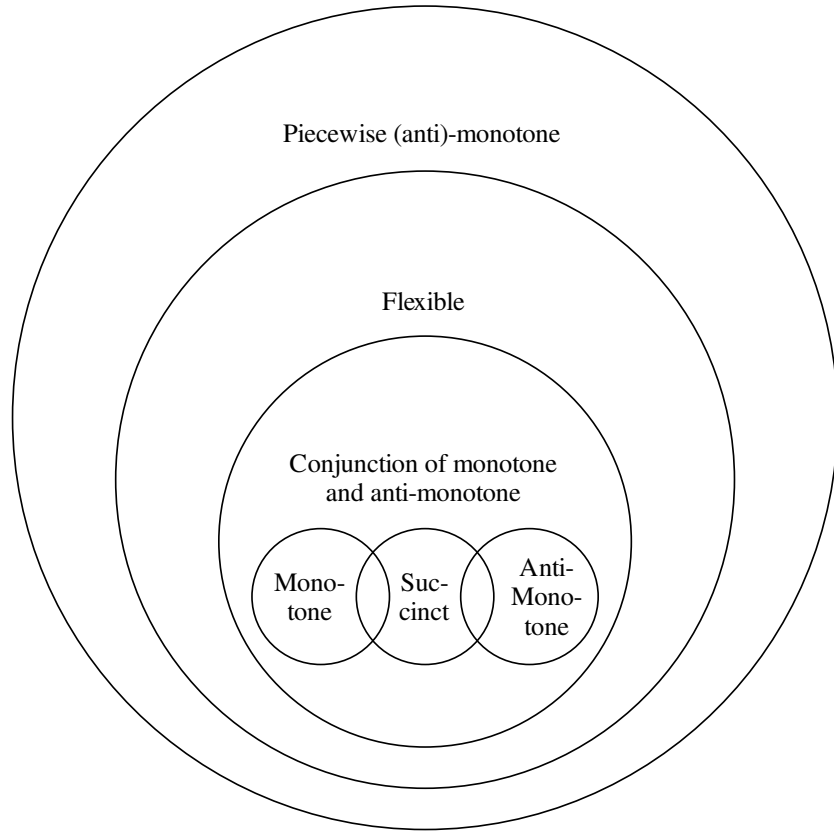 Piecewise (anti)-monotone
Flexible
Conjunction of monotone
and anti-monotone
Mono-
tone
Suc-
cinct
Anti-
Mono-
tone